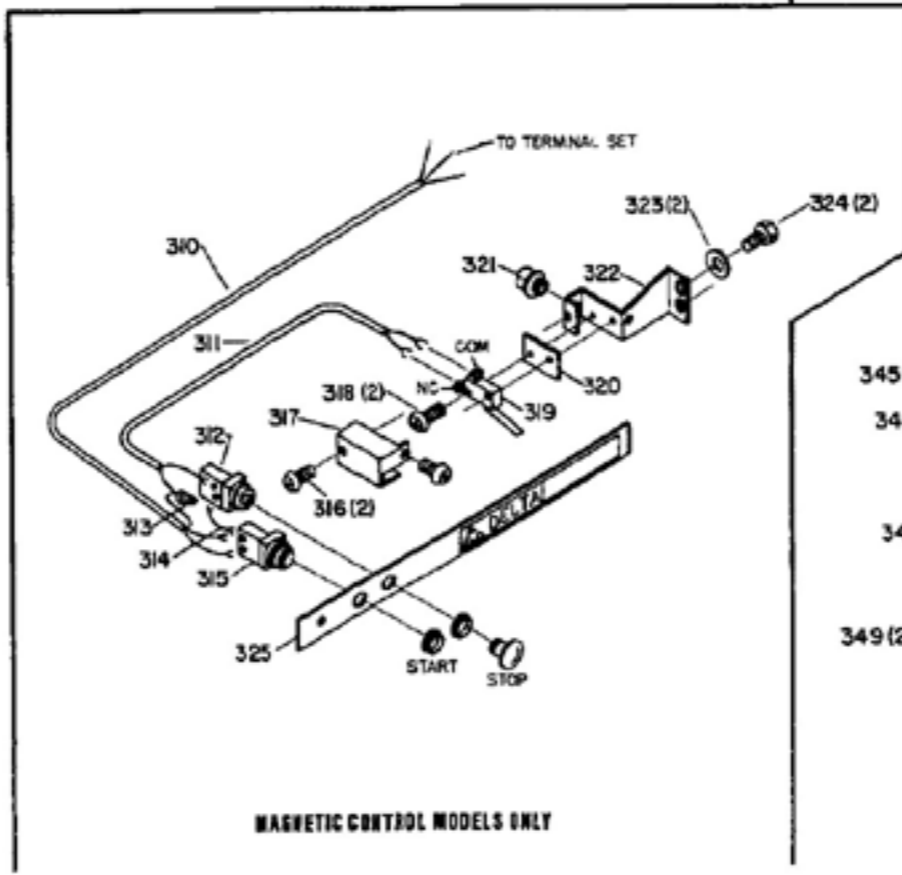 TO TERMINAL SET
323(2)
324(2)
310
321
322
311
COM
345
NC
320
318(2)
319
317
312
316(2)
313
DELTA
314
315
349(2
325
START
STOP
MAGNETIC CONTROL MODELS ONLY